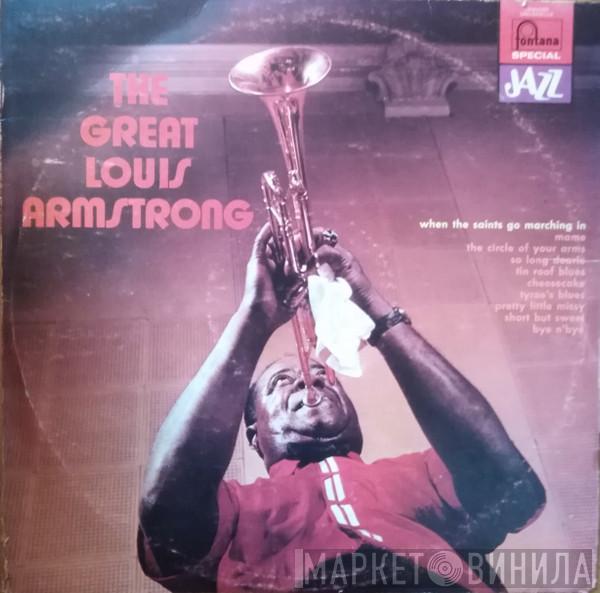 fontana
SPECIAL
JAZZ
THE
GREAT
LOUIS
ARMSTRONG
when the saints go marching in
mame
the circle of your arms
so long dearie
tin roof blues
cheesecake
tyree's blues
pretty little missy
short but sweet
bye n'bye
МАРКЕТ ВИНИЛА